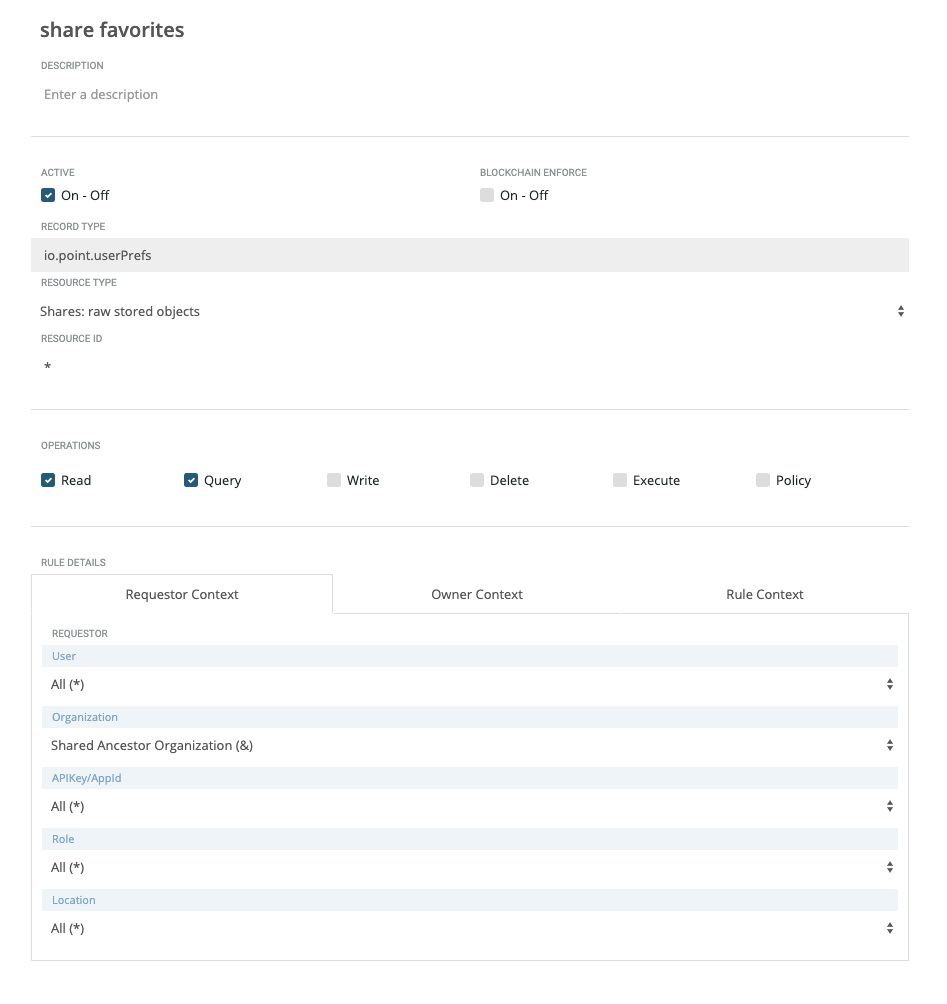 share favorites
DESCRIPTION
Enter a description
ACTIVE BLOCKCHAIN ENFORCE
On - Off On - Off
RECORD TYPE
io.point.userPrefs
RESOURCE TYPE
Shares: raw stored objects
RESOURCE ID
*
OPERATIONS
Read Query Write Delete Execute Policy
RULE DETAILS
Requestor Context Owner Context Rule Context
REQUESTOR
User
All (*)
Organization
Shared Ancestor Organization (&)
APIKey/AppId
All (*)
Role
All (*)
Location
All (*)